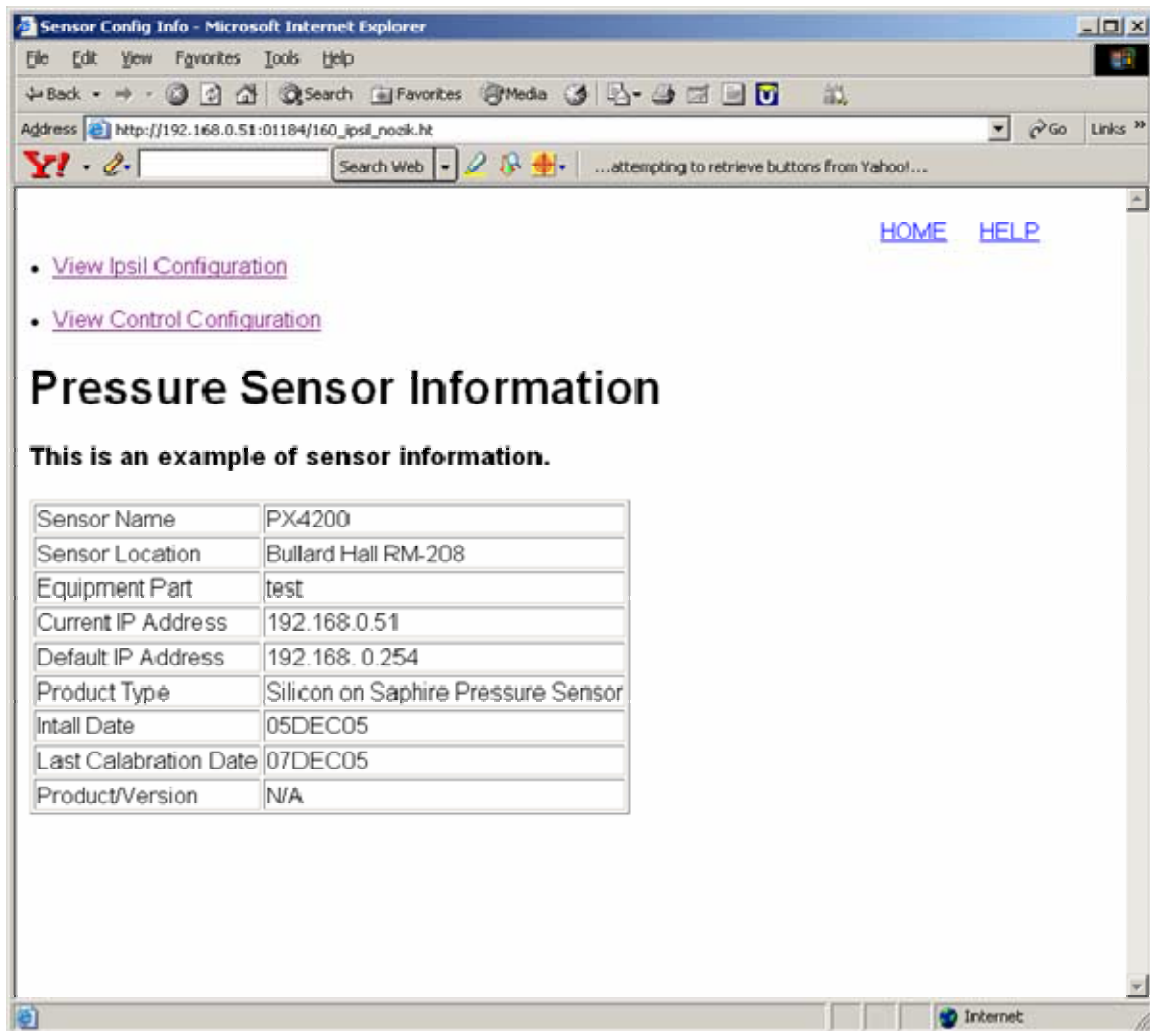 Sensor Config Info - Microsoft Internet Explorer
File Edit View Favorites Tools Help
Back Search Favorites Media
Address http://192.168.0.51:01184/160_ipsil_nozik.ht Go Links »
Y! Search Web ...attempting to retrieve buttons from Yahoo!...
HOME HELP
• View Ipsil Configuration
• View Control Configuration
Pressure Sensor Information
This is an example of sensor information.
Sensor Name PX4200
Sensor Location Bullard Hall RM-208
Equipment Part test
Current IP Address 192.168.0.51
Default IP Address 192.168. 0.254
Product Type Silicon on Saphire Pressure Sensor
Intall Date 05DEC05
Last Calabration Date 07DEC05
Product/Version N/A
Internet